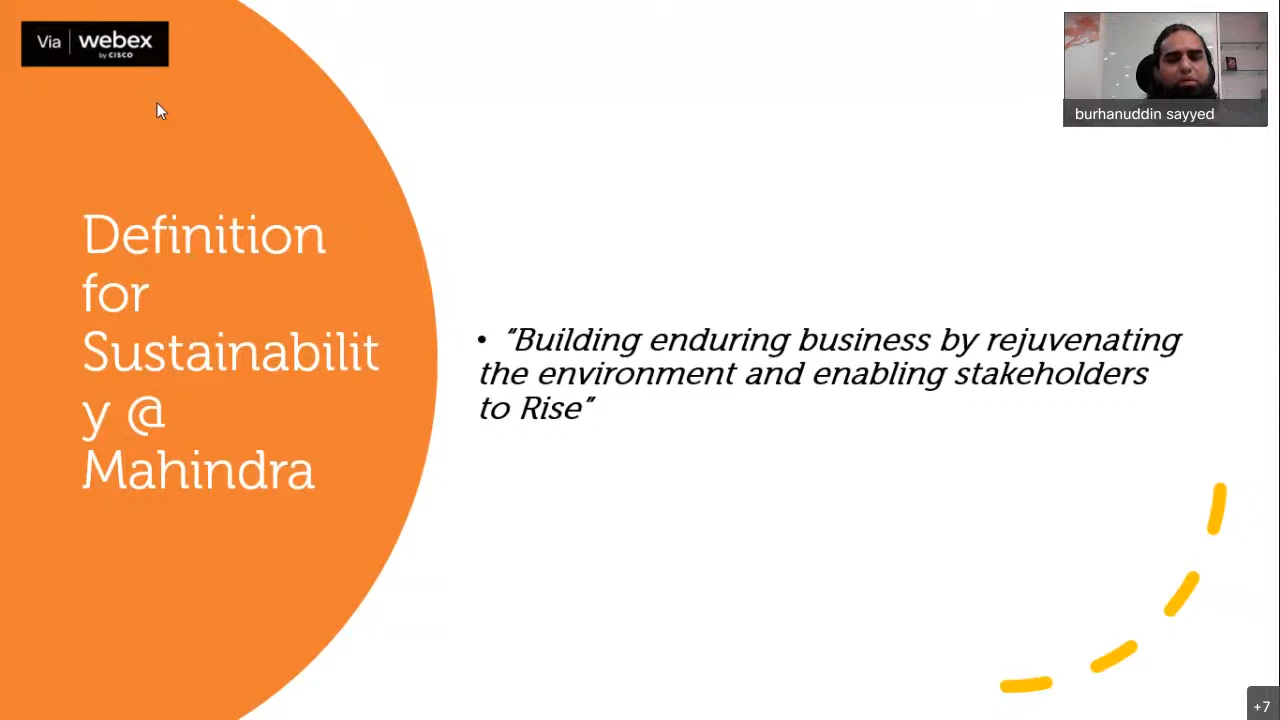 Via webex
by CISCO
burhanuddin sayyed
Definition
for
Sustainabilit
y @
Mahindra
• “Building enduring business by rejuvenating
the environment and enabling stakeholders
to Rise”
+7